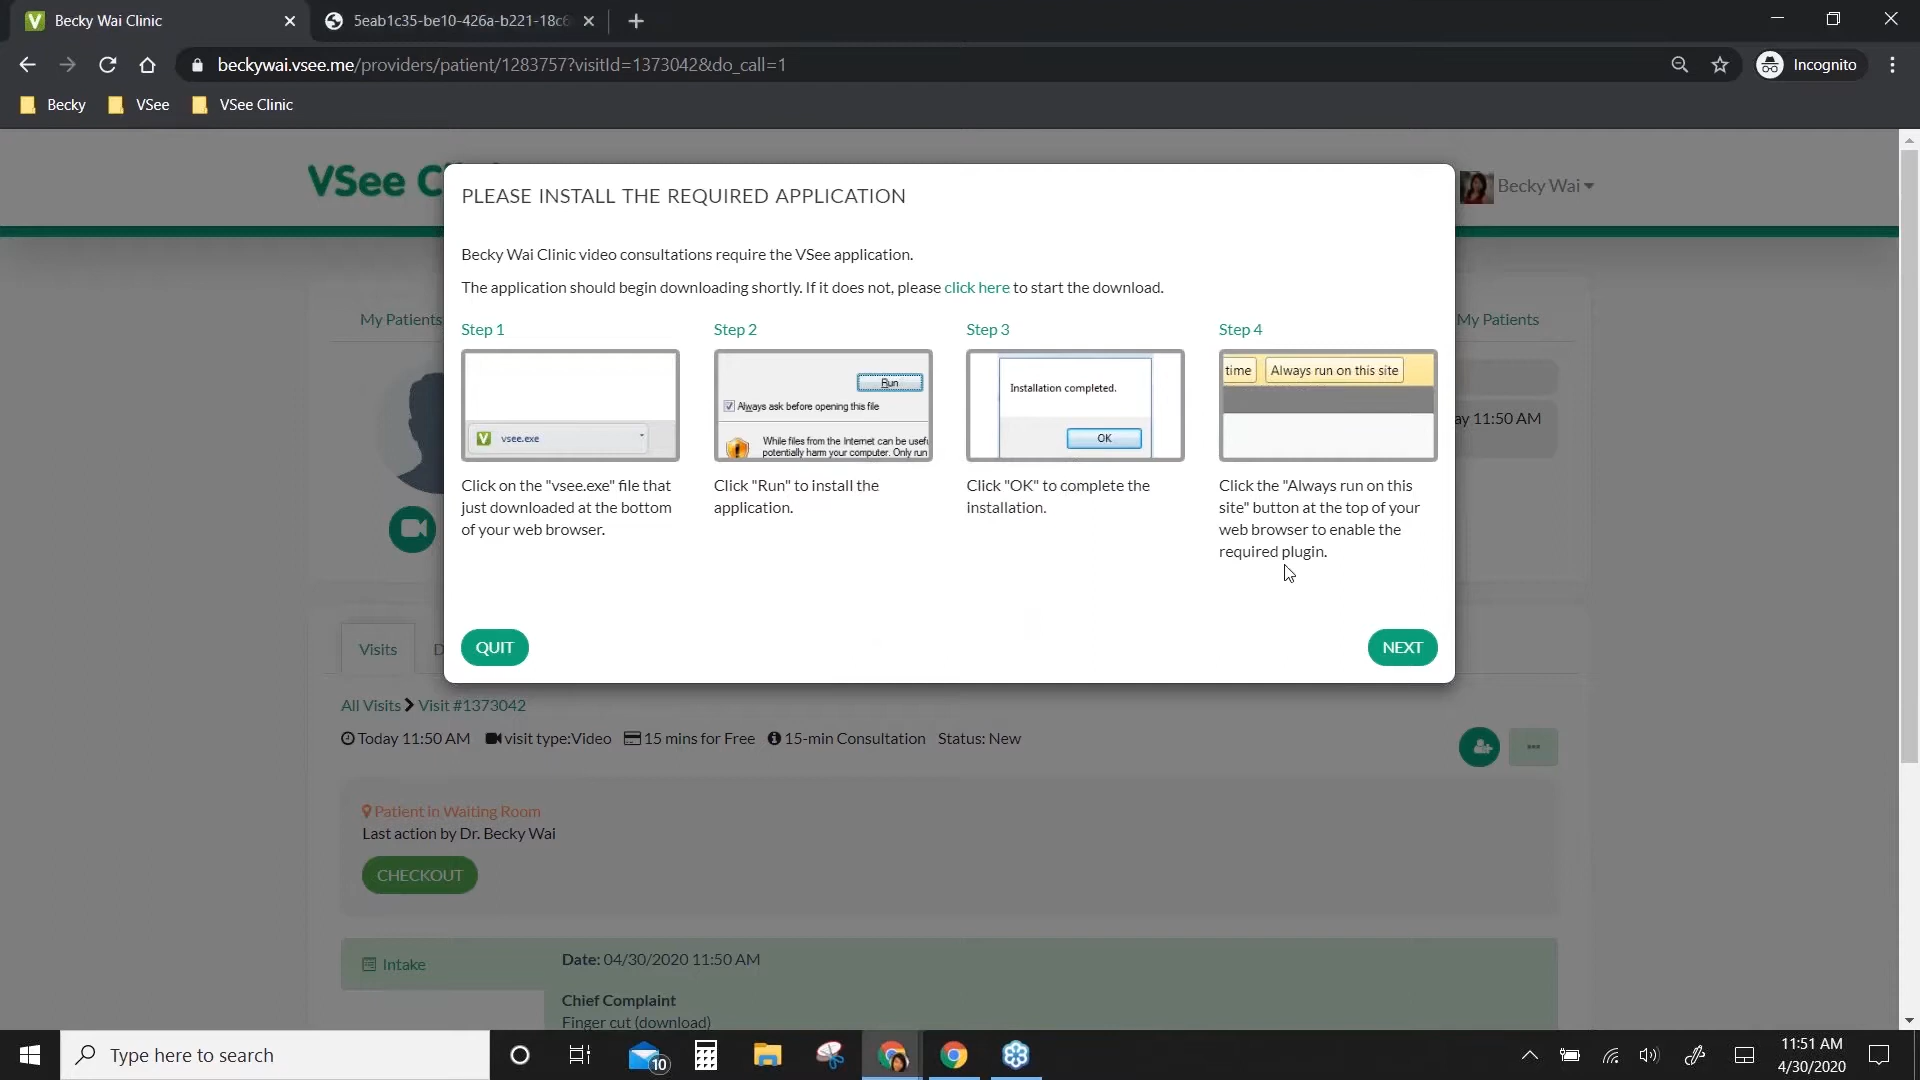 Becky Wai Clinic
5eab1c35-be10-426a-b221-18c6
beckywai.vsee.me/providers/patient/1283757?visitId=1373042&do_call=1
Incognito
Becky
VSee
VSee Clinic
VSee C
Becky Wai
PLEASE INSTALL THE REQUIRED APPLICATION
Becky Wai Clinic video consultations require the VSee application.
The application should begin downloading shortly. If it does not, please click here to start the download.
My Patients
My Patients
Step 1
vsee.exe
Click on the "vsee.exe" file that
just downloaded at the bottom
of your web browser.
Step 2
Run
Always ask before opening this file
While files from the Internet can be usef
potentially harm your computer. Only run
Click "Run" to install the
application.
Step 3
Installation completed.
OK
Click "OK" to complete the
installation.
Step 4
time
Always run on this site
Click the "Always run on this
site" button at the top of your
web browser to enable the
required plugin.
ay 11:50 AM
QUIT
NEXT
Visits
D
All Visits > Visit #1373042
Today 11:50 AM visit type:Video 15 mins for Free 15-min Consultation Status: New
Patient in Waiting Room
Last action by Dr. Becky Wai
CHECKOUT
Intake
Date: 04/30/2020 11:50 AM
Chief Complaint
Finger cut (download)
Type here to search
10
11:51 AM
4/30/2020